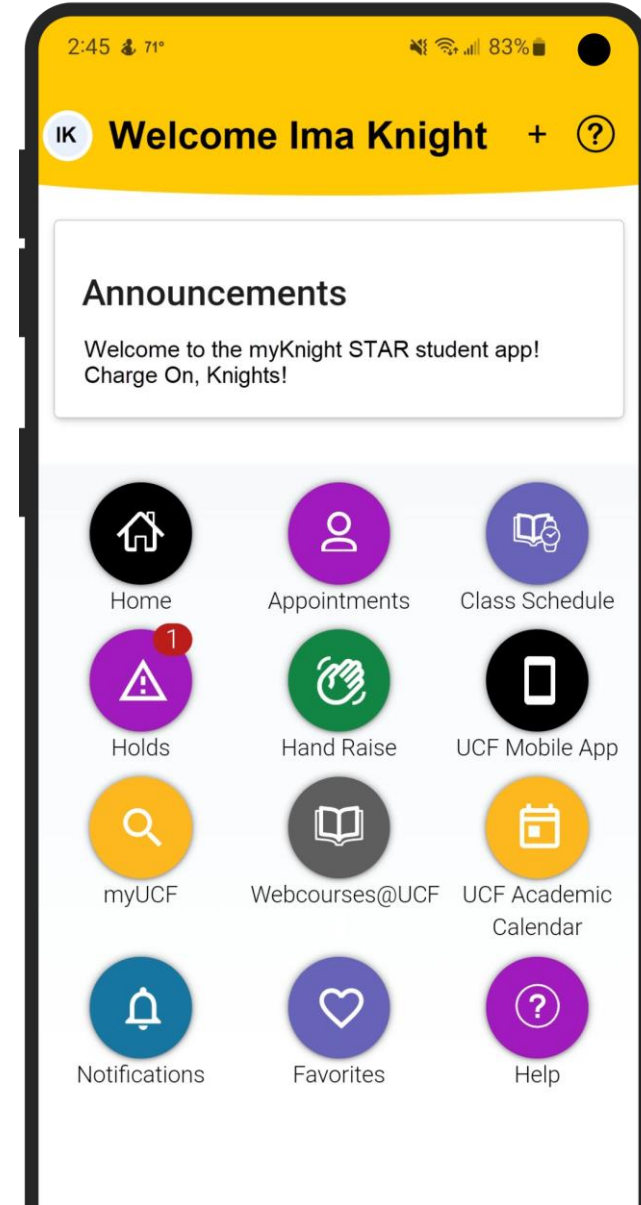 2:45 71° 83%
IK Welcome Ima Knight + ?
Announcements
Welcome to the myKnight STAR student app!
Charge On, Knights!
Home Appointments Class Schedule
1
Holds Hand Raise UCF Mobile App
myUCF Webcourses@UCF UCF Academic
Calendar
?
Notifications Favorites Help